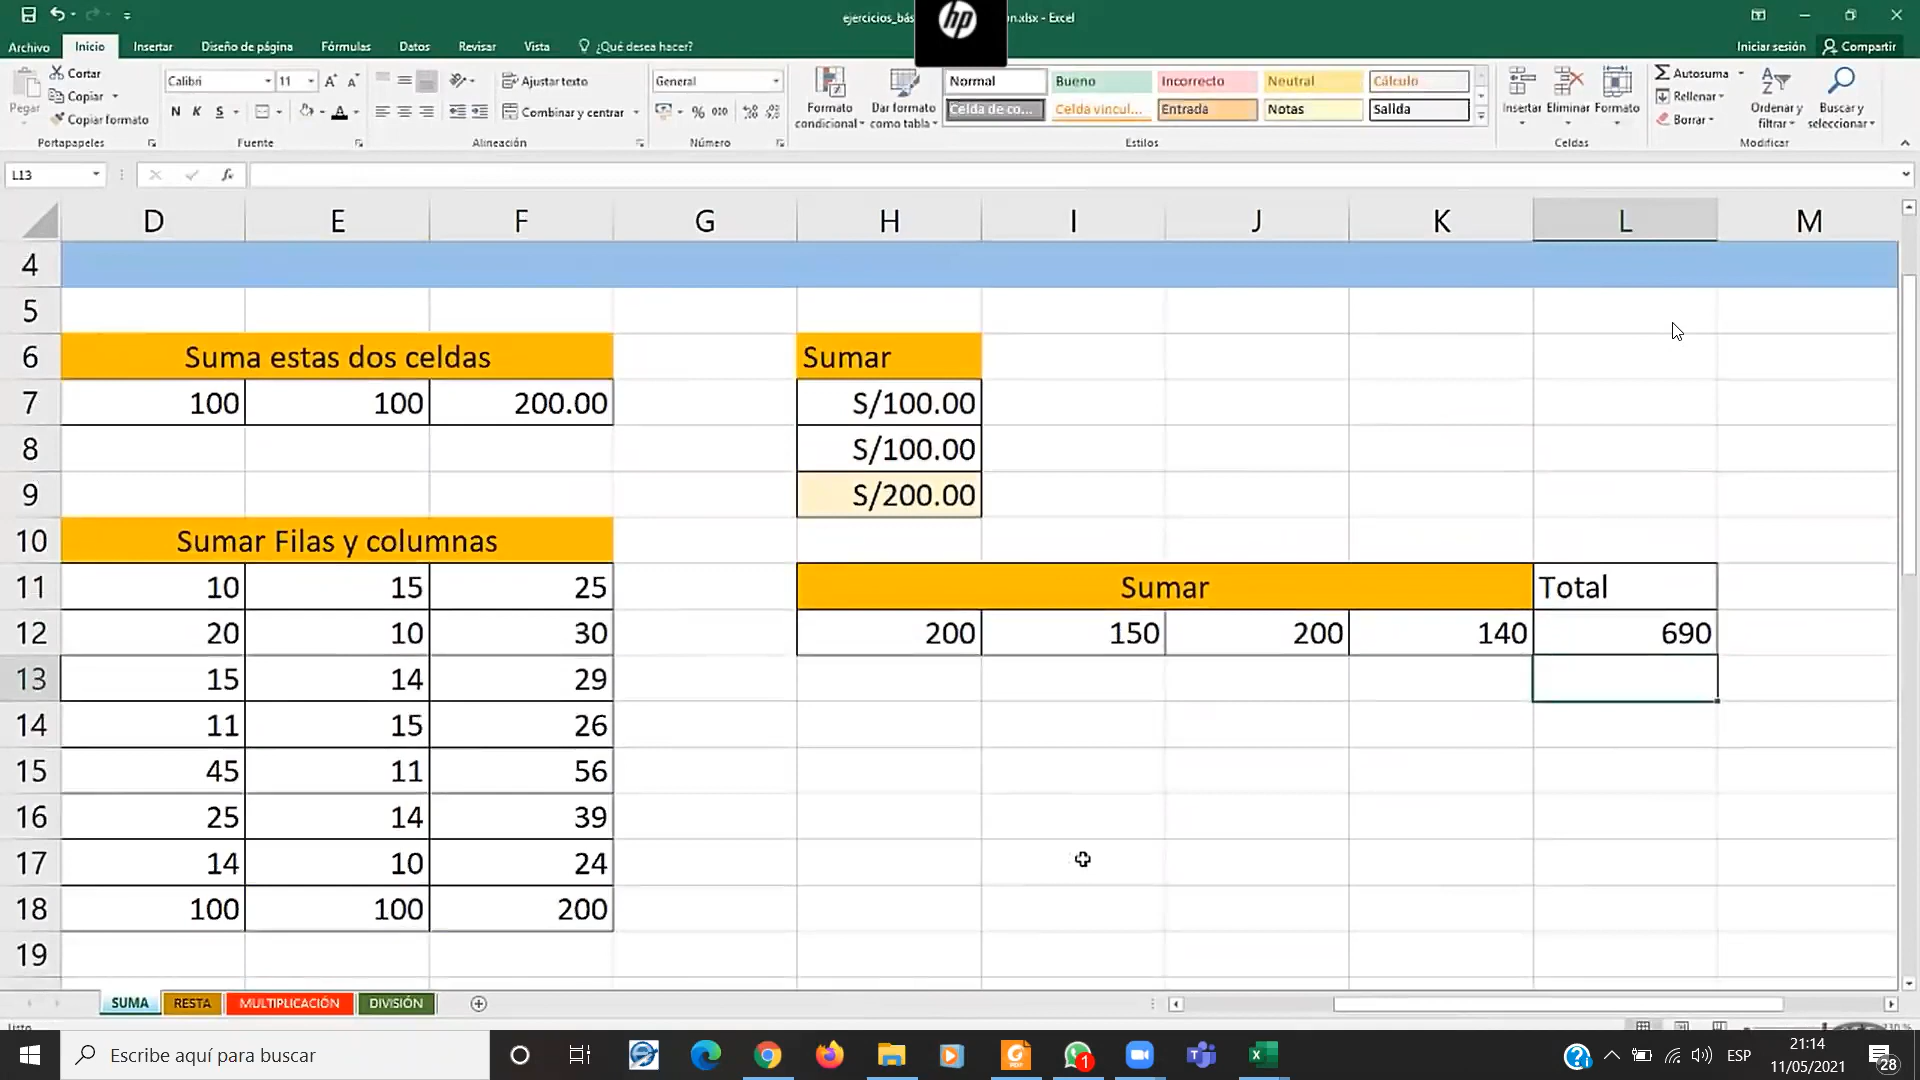 ejercicios_bás
n.xlsx - Excel
hp
Archivo Inicio Insertar Diseño de página Fórmulas Datos Revisar Vista ¿Qué desea hacer? Iniciar sesión Compartir
Pegar
Cortar
Copiar
Copiar formato
Portapapeles
Calibri 11
N K S
Fuente
Ajustar texto
Combinar y centrar
Alineación
General
% 000
Número
Formato condicional
Dar formato como tabla
Normal Bueno Incorrecto Neutral Cálculo
Celda de co... Celda vincul... Entrada Notas Salida
Estilos
Insertar Eliminar Formato
Celdas
Autosuma
Rellenar
Borrar
Ordenar y filtrar
Buscar y seleccionar
Modificar
L13 fx
D E F G H I J K L M
4
5
6 Suma estas dos celdas Sumar
7 100 100 200.00 S/100.00
8 S/100.00
9 S/200.00
10 Sumar Filas y columnas
11 10 15 25 Sumar Total
12 20 10 30 200 150 200 140 690
13 15 14 29
14 11 15 26
15 45 11 56
16 25 14 39
17 14 10 24
18 100 100 200
19
SUMA RESTA MULTIPLICACIÓN DIVISIÓN
Escribe aquí para buscar
1
ESP
21:14
11/05/2021
28